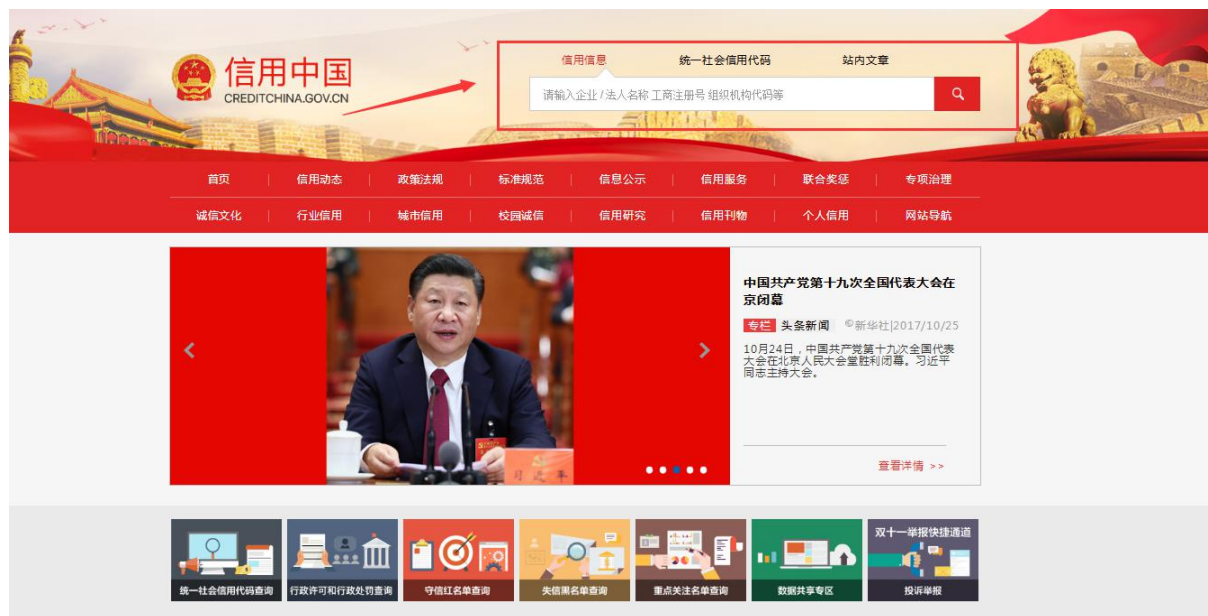 信用中国
CREDITCHINA.GOV.CN
信用信息 统一社会信用代码 站内文章
请输入企业 / 法人名称 工商注册号 组织机构代码等
首页 信用动态 政策法规 标准规范 信息公示 信用服务 联合奖惩 专项治理
诚信文化 行业信用 城市信用 校园诚信 信用研究 信用刊物 个人信用 网站导航
中国共产党第十九次全国代表大会在
京闭幕
专栏 头条新闻 ©新华社|2017/10/25
10月24日，中国共产党第十九次全国代表
大会在北京人民大会堂胜利闭幕。习近平
同志主持大会。
习近平
查看详情 >>
双十一举报快捷通道
统一社会信用代码查询 行政许可和行政处罚查询 守信红名单查询 失信黑名单查询 重点关注名单查询 数据共享专区 投诉举报